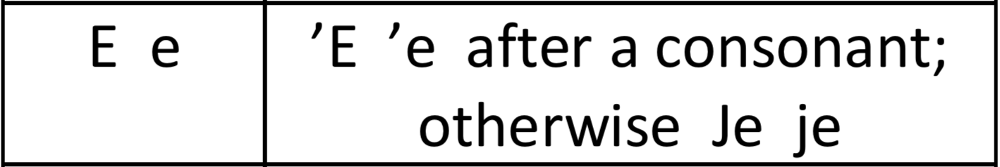 E e
’E ’e after a consonant;
otherwise Je je